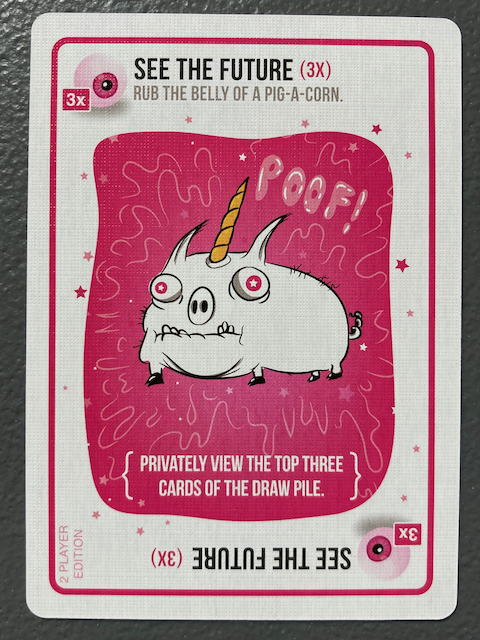 SEE THE FUTURE (3X)
3x
RUB THE BELLY OF A PIG-A-CORN.
POOF!
{ PRIVATELY VIEW THE TOP THREE
CARDS OF THE DRAW PILE. }
2 PLAYER
EDITION
3x
SEE THE FUTURE (3X)